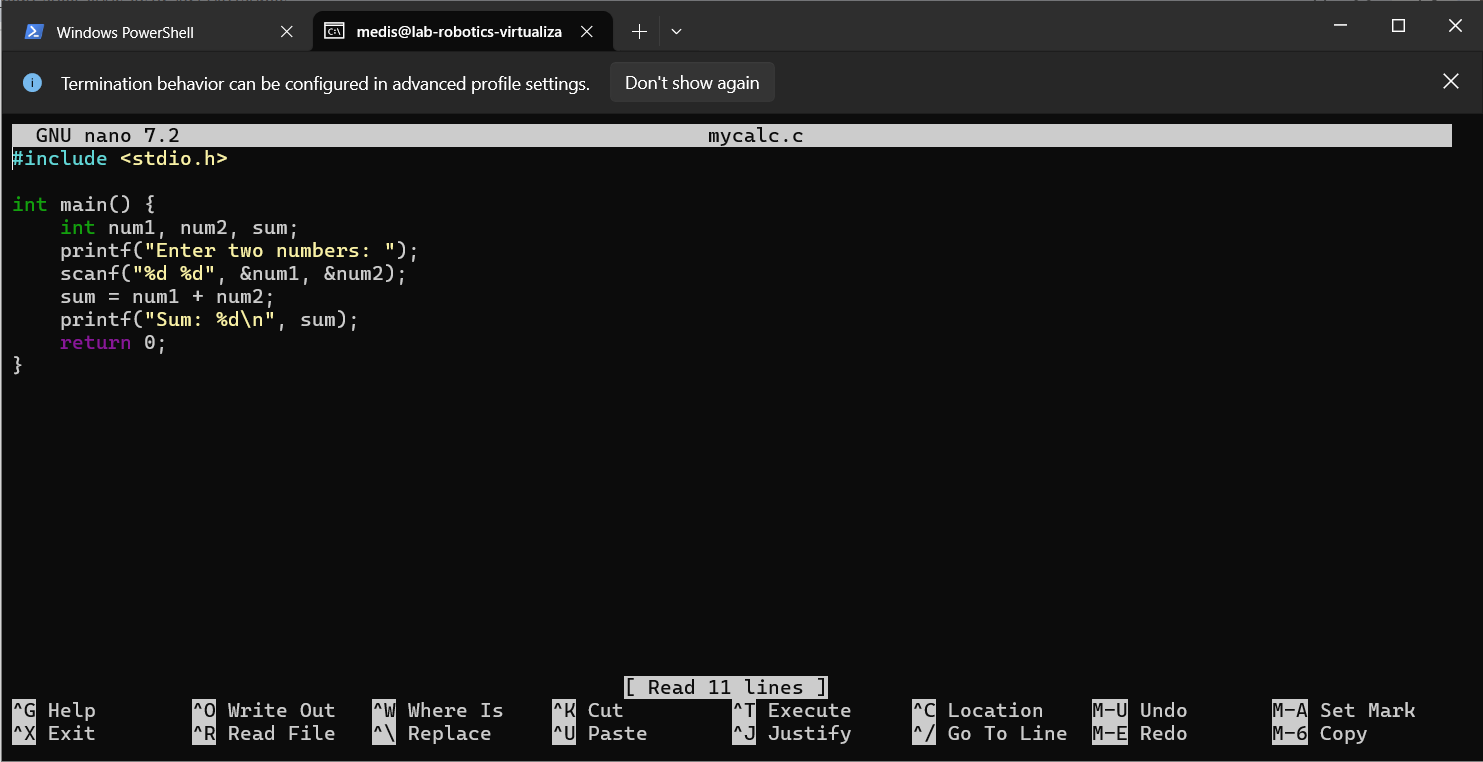 Windows PowerShell
medis@lab-robotics-virtualiza
Termination behavior can be configured in advanced profile settings. Don't show again
GNU nano 7.2 mycalc.c
#include <stdio.h>

int main() {
    int num1, num2, sum;
    printf("Enter two numbers: ");
    scanf("%d %d", &num1, &num2);
    sum = num1 + num2;
    printf("Sum: %d\n", sum);
    return 0;
}
[ Read 11 lines ]
^G Help ^O Write Out ^W Where Is ^K Cut ^T Execute ^C Location M-U Undo M-A Set Mark
^X Exit ^R Read File ^\ Replace ^U Paste ^J Justify ^/ Go To Line M-E Redo M-6 Copy